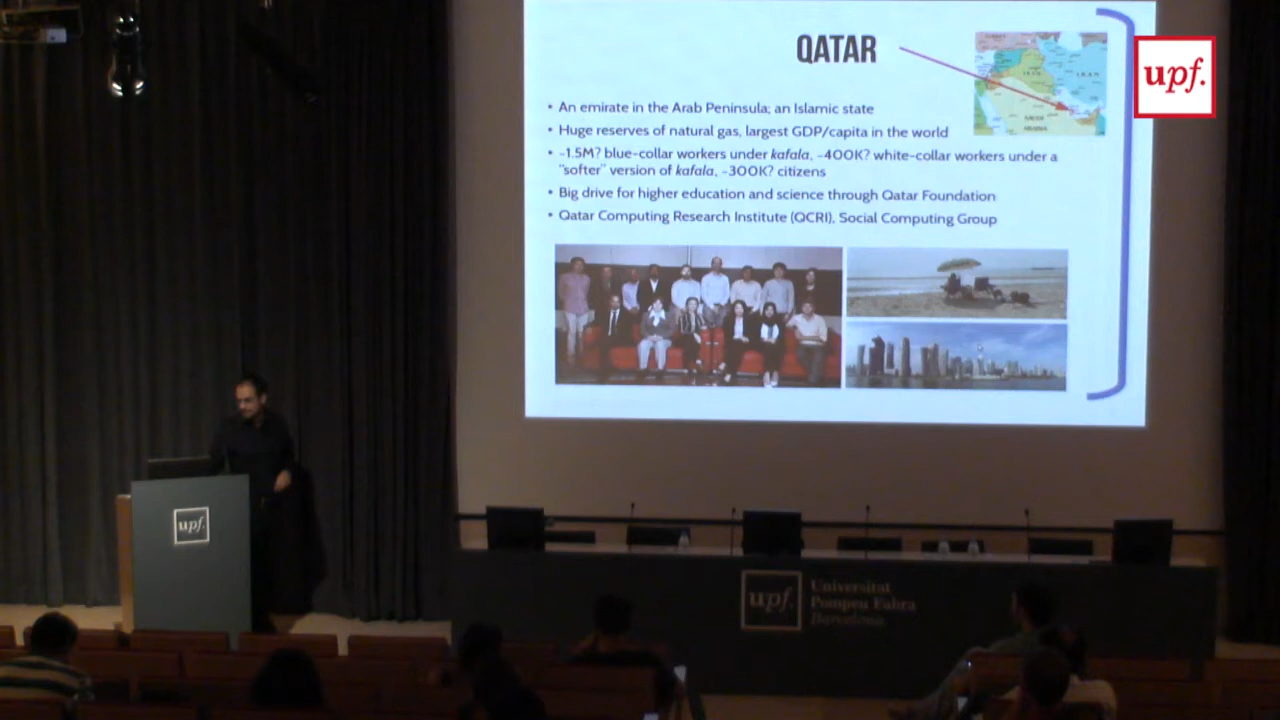 QATAR
upf.
• An emirate in the Arab Peninsula; an Islamic state
• Huge reserves of natural gas, largest GDP/capita in the world
• ~1.5M? blue-collar workers under kafala, ~400K? white-collar workers under a
"softer" version of kafala, ~300K? citizens
• Big drive for higher education and science through Qatar Foundation
• Qatar Computing Research Institute (QCRI), Social Computing Group
IRAN
SAUDI
ARABIA
upf.
upf.
Universitat
Pompeu Fabra
Barcelona